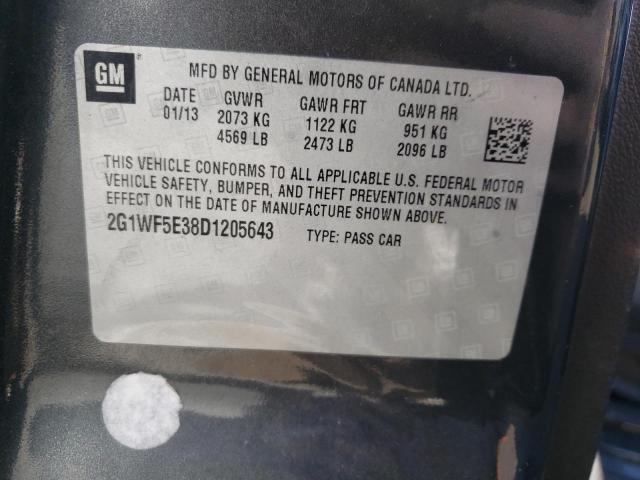 GM
MFD BY GENERAL MOTORS OF CANADA LTD.
DATE GVWR GAWR FRT GAWR RR
01/13 2073 KG 1122 KG 951 KG
4569 LB 2473 LB 2096 LB
THIS VEHICLE CONFORMS TO ALL APPLICABLE U.S. FEDERAL MOTOR
VEHICLE SAFETY, BUMPER, AND THEFT PREVENTION STANDARDS IN
EFFECT ON THE DATE OF MANUFACTURE SHOWN ABOVE.
2G1WF5E38D1205643 TYPE: PASS CAR